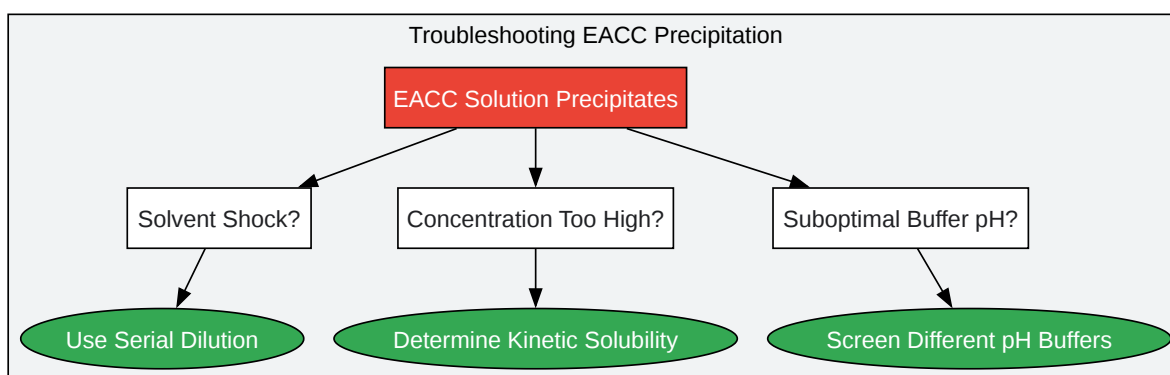 Troubleshooting EACC Precipitation
EACC Solution Precipitates
Solvent Shock?
Concentration Too High?
Suboptimal Buffer pH?
Use Serial Dilution
Determine Kinetic Solubility
Screen Different pH Buffers